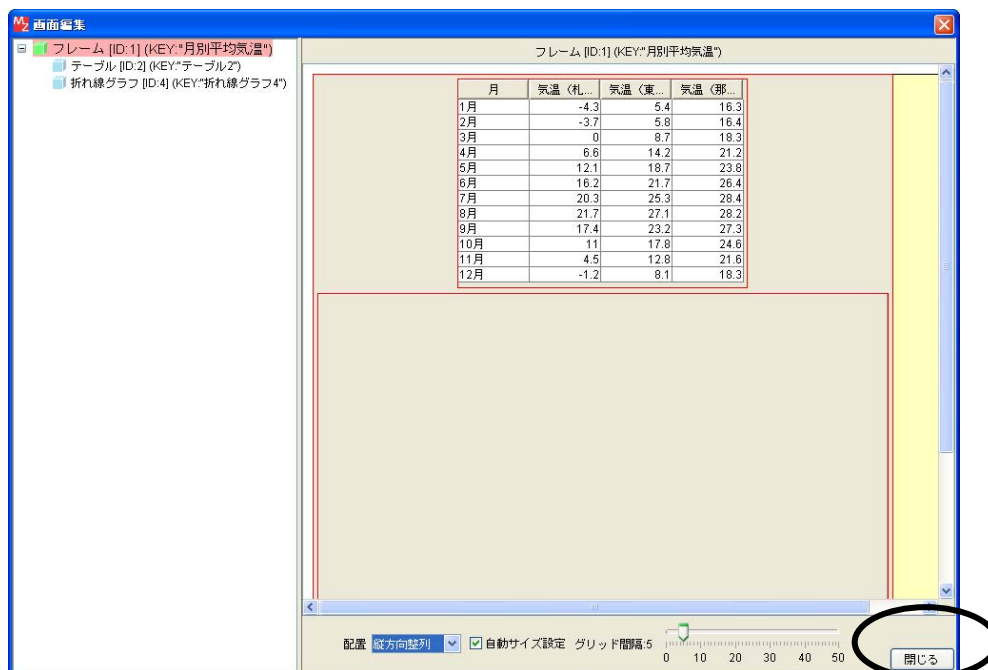 画面編集
フレーム [ID:1] (KEY:"月別平均気温")
テーブル [ID:2] (KEY:"テーブル2")
折れ線グラフ [ID:4] (KEY:"折れ線グラフ4")
フレーム [ID:1] (KEY:"月別平均気温")
月 気温（札... 気温（東... 気温（那...
1月 -4.3 5.4 16.3
2月 -3.7 5.8 16.4
3月 0 8.7 18.3
4月 6.6 14.2 21.2
5月 12.1 18.7 23.8
6月 16.2 21.7 26.4
7月 20.3 25.3 28.4
8月 21.7 27.1 28.2
9月 17.4 23.2 27.3
10月 11 17.8 24.6
11月 4.5 12.8 21.6
12月 -1.2 8.1 18.3
配置 縦方向整列 自動サイズ設定 グリッド間隔:5
0 10 20 30 40 50
閉じる